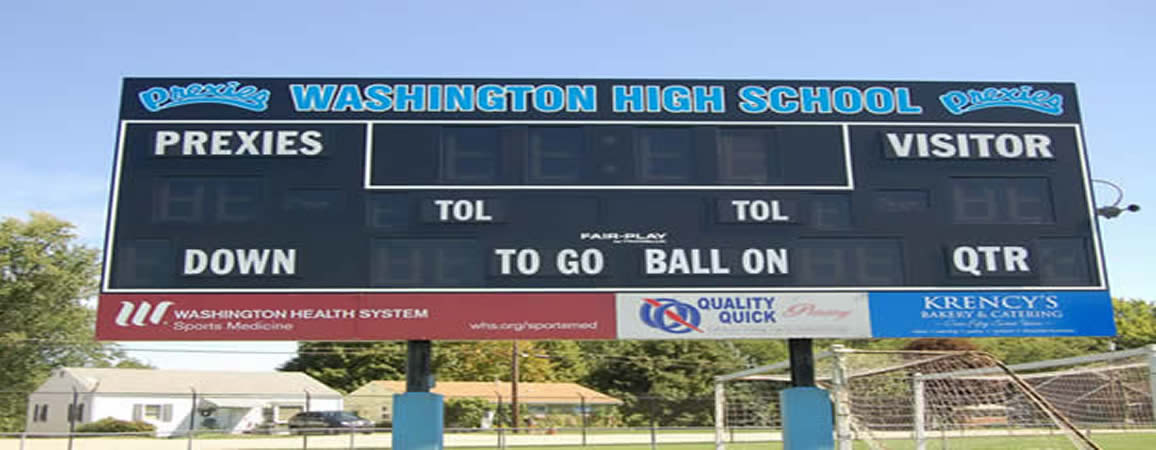 Prexies WASHINGTON HIGH SCHOOL Prexies
PREXIES VISITOR
TOL TOL
FAIR-PLAY
DOWN TO GO BALL ON QTR
WASHINGTON HEALTH SYSTEM
Sports Medicine whs.org/sportsmed
QUALITY
QUICK
KRENCY'S
BAKERY & CATERING